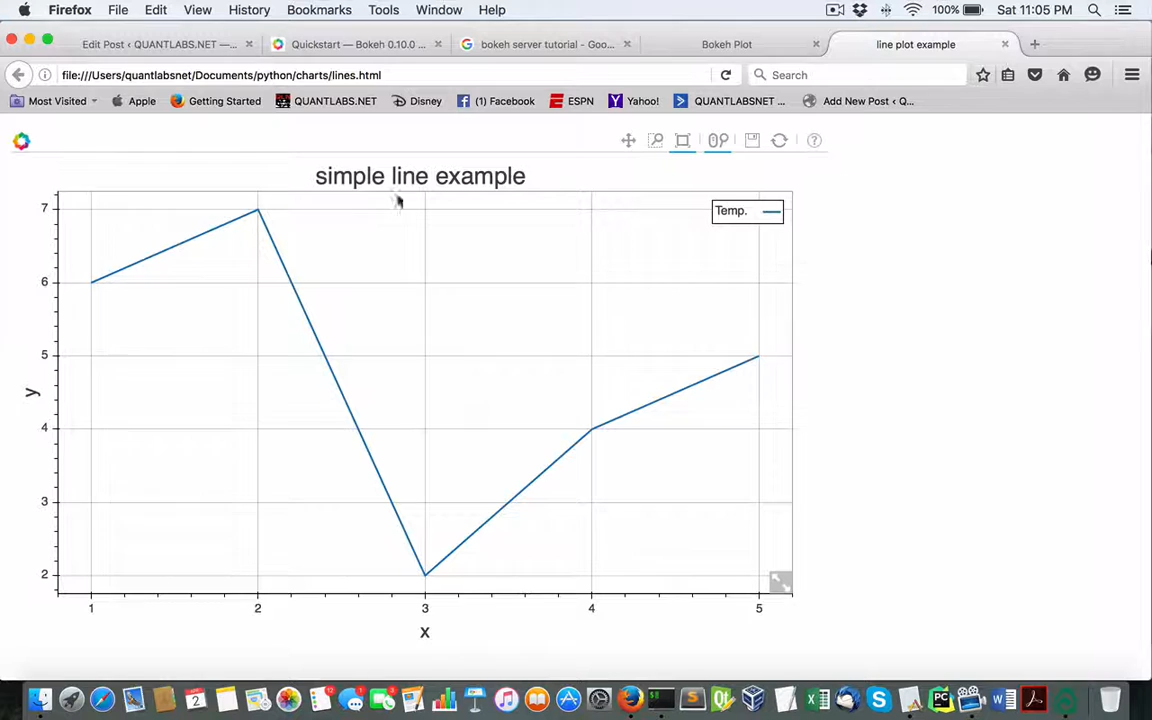 Firefox File Edit View History Bookmarks Tools Window Help 100% Sat 11:05 PM
Edit Post ‹ QUANTLABS.NET —... Quickstart — Bokeh 0.10.0 ... bokeh server tutorial - Goo... Bokeh Plot line plot example
file:///Users/quantlabsnet/Documents/python/charts/lines.html Search
Most Visited Apple Getting Started QUANTLABS.NET Disney (1) Facebook ESPN Yahoo! QUANTLABSNET ... Add New Post ‹ Q...
simple line example
Temp.
7
6
5
4
3
2
y
1 2 3 4 5
x